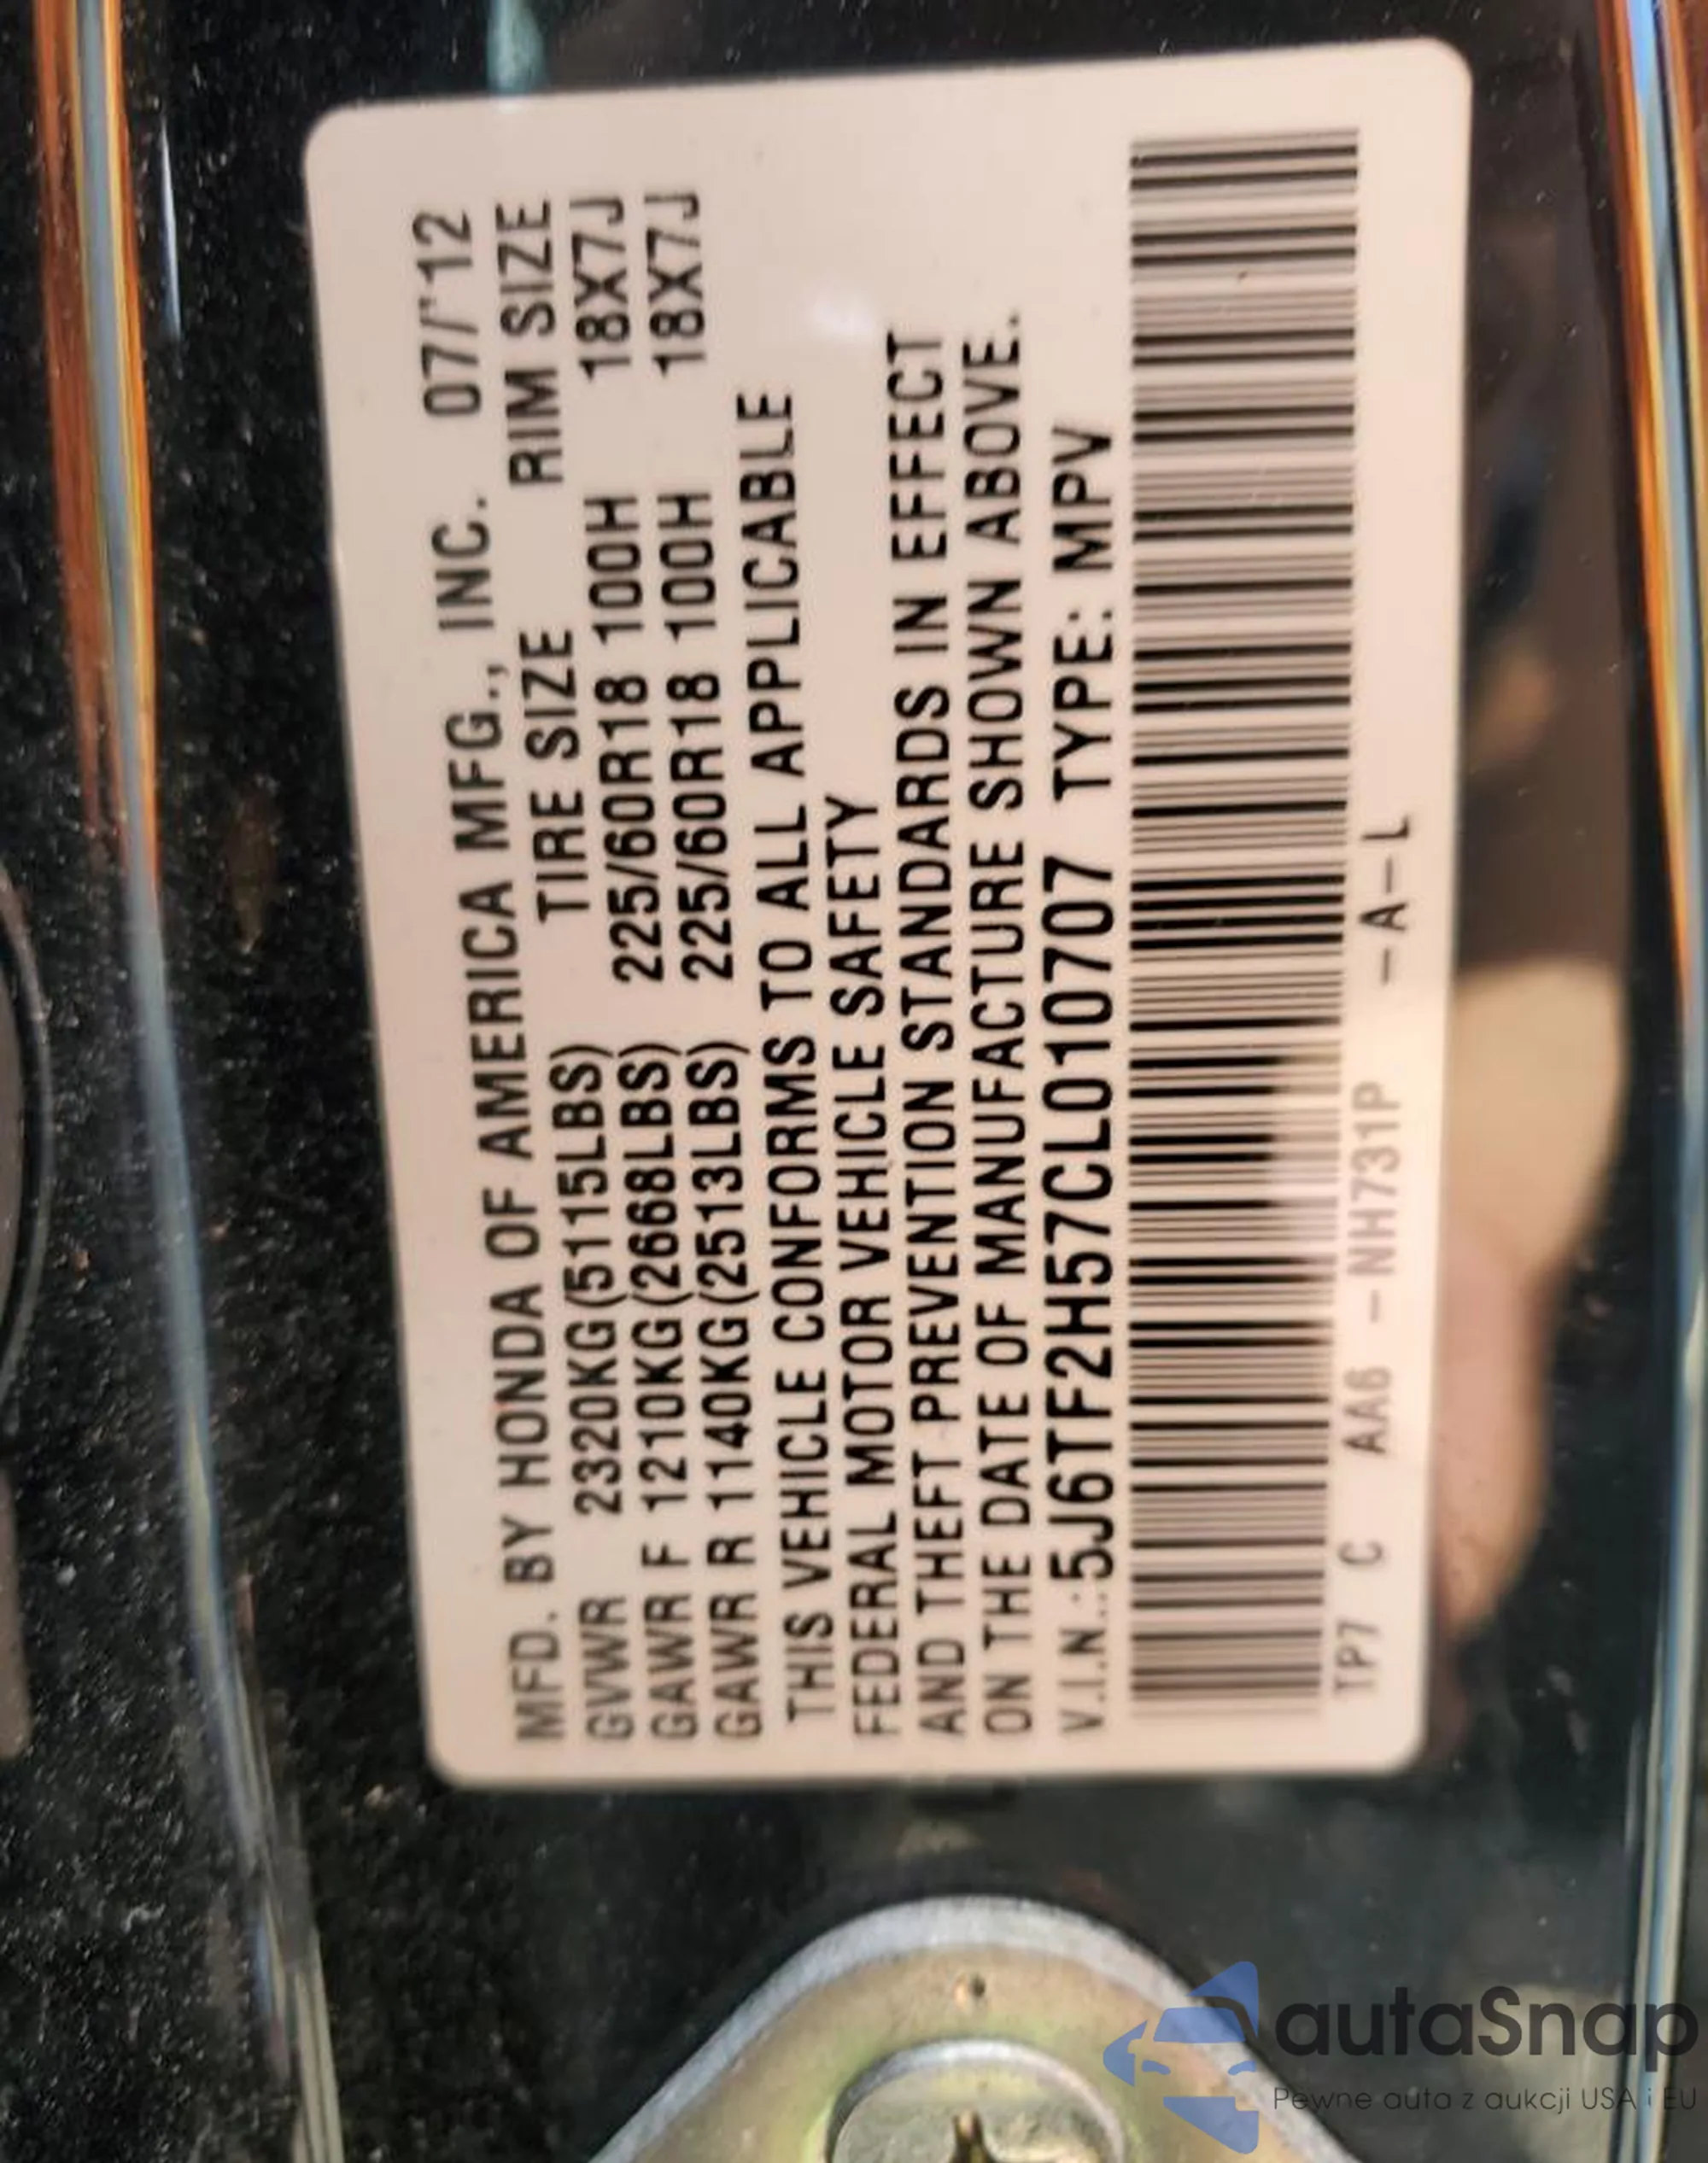 MFD. BY HONDA OF AMERICA MFG., INC. 07/'12
TIRE SIZE RIM SIZE
GVWR 2320KG(5115LBS)
GAWR F 1210KG(2668LBS) 225/60R18 100H 18X7J
GAWR R 1140KG(2513LBS) 225/60R18 100H 18X7J
THIS VEHICLE CONFORMS TO ALL APPLICABLE
FEDERAL MOTOR VEHICLE SAFETY
AND THEFT PREVENTION STANDARDS IN EFFECT
ON THE DATE OF MANUFACTURE SHOWN ABOVE.
V.I.N.:5J6TF2H57CL010707 TYPE: MPV
TP7 C AA6 -NH731P -A-L
autaSnap
Pewne auta z aukcji USA i EU